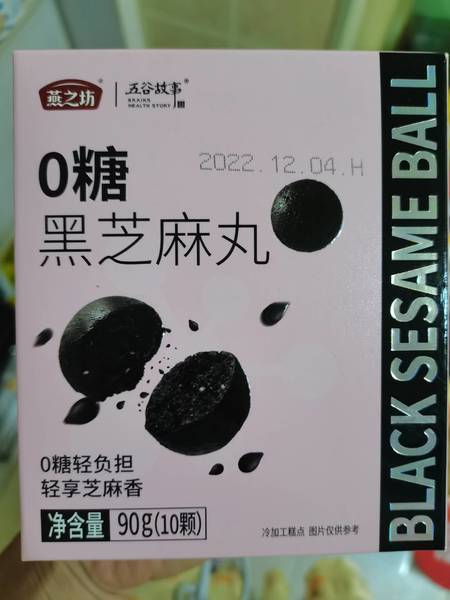 燕之坊® 五谷故事®
GRAINS
HEALTH STORY
2022.12.04.H
0糖
黑芝麻丸
0糖轻负担
轻享芝麻香
净含量 90g(10颗)
冷加工糕点 图片仅供参考
BLACK SESAME BALL